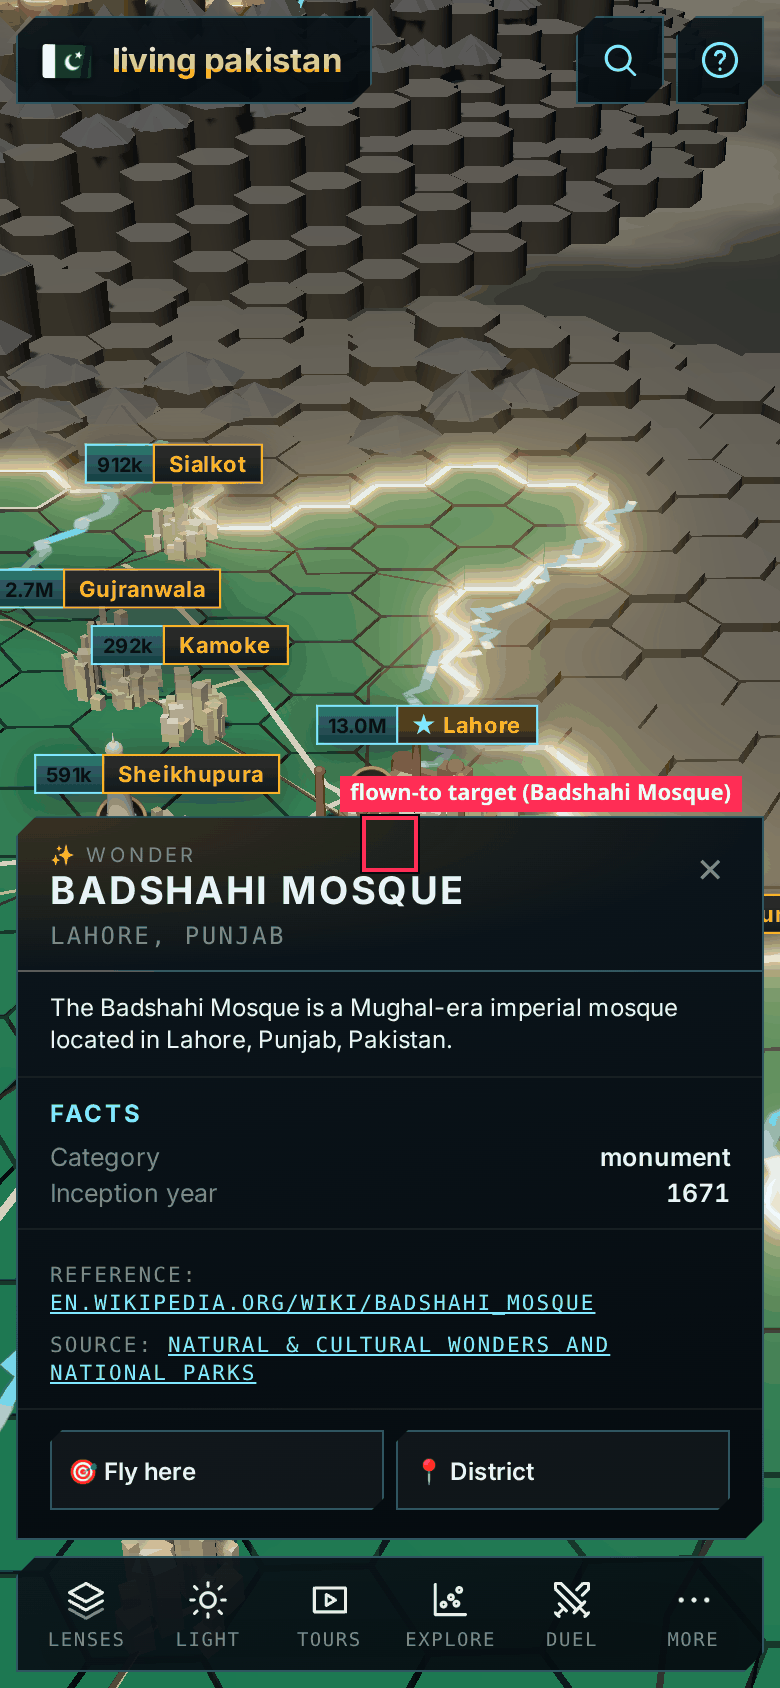 living pakistan
912k Sialkot
2.7M Gujranwala
292k Kamoke
13.0M ★ Lahore
591k Sheikhupura
flown-to target (Badshahi Mosque)
✨ WONDER
BADSHAHI MOSQUE
LAHORE, PUNJAB
The Badshahi Mosque is a Mughal-era imperial mosque
located in Lahore, Punjab, Pakistan.
FACTS
Category monument
Inception year 1671
REFERENCE:
EN.WIKIPEDIA.ORG/WIKI/BADSHAHI_MOSQUE
SOURCE: NATURAL & CULTURAL WONDERS AND
NATIONAL PARKS
🎯 Fly here 📍 District
LENSES LIGHT TOURS EXPLORE DUEL MORE